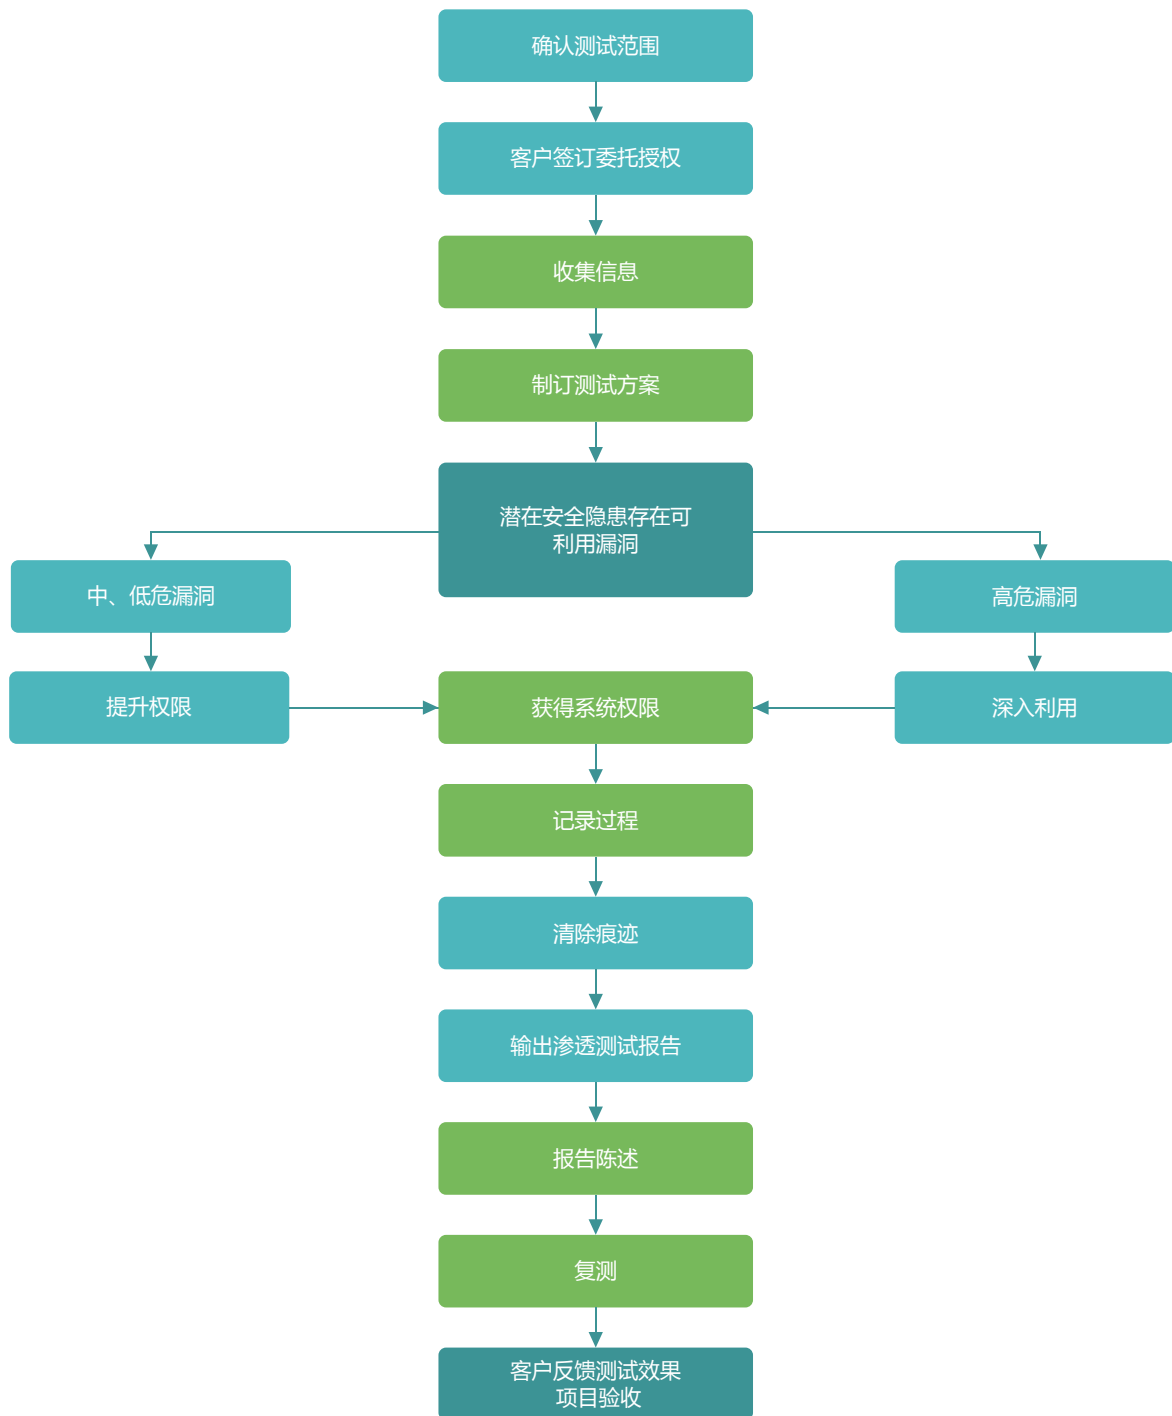 确认测试范围
客户签订委托授权
收集信息
制订测试方案
潜在安全隐患存在可
利用漏洞
中、低危漏洞
高危漏洞
提升权限
获得系统权限
深入利用
记录过程
清除痕迹
输出渗透测试报告
报告陈述
复测
客户反馈测试效果
项目验收